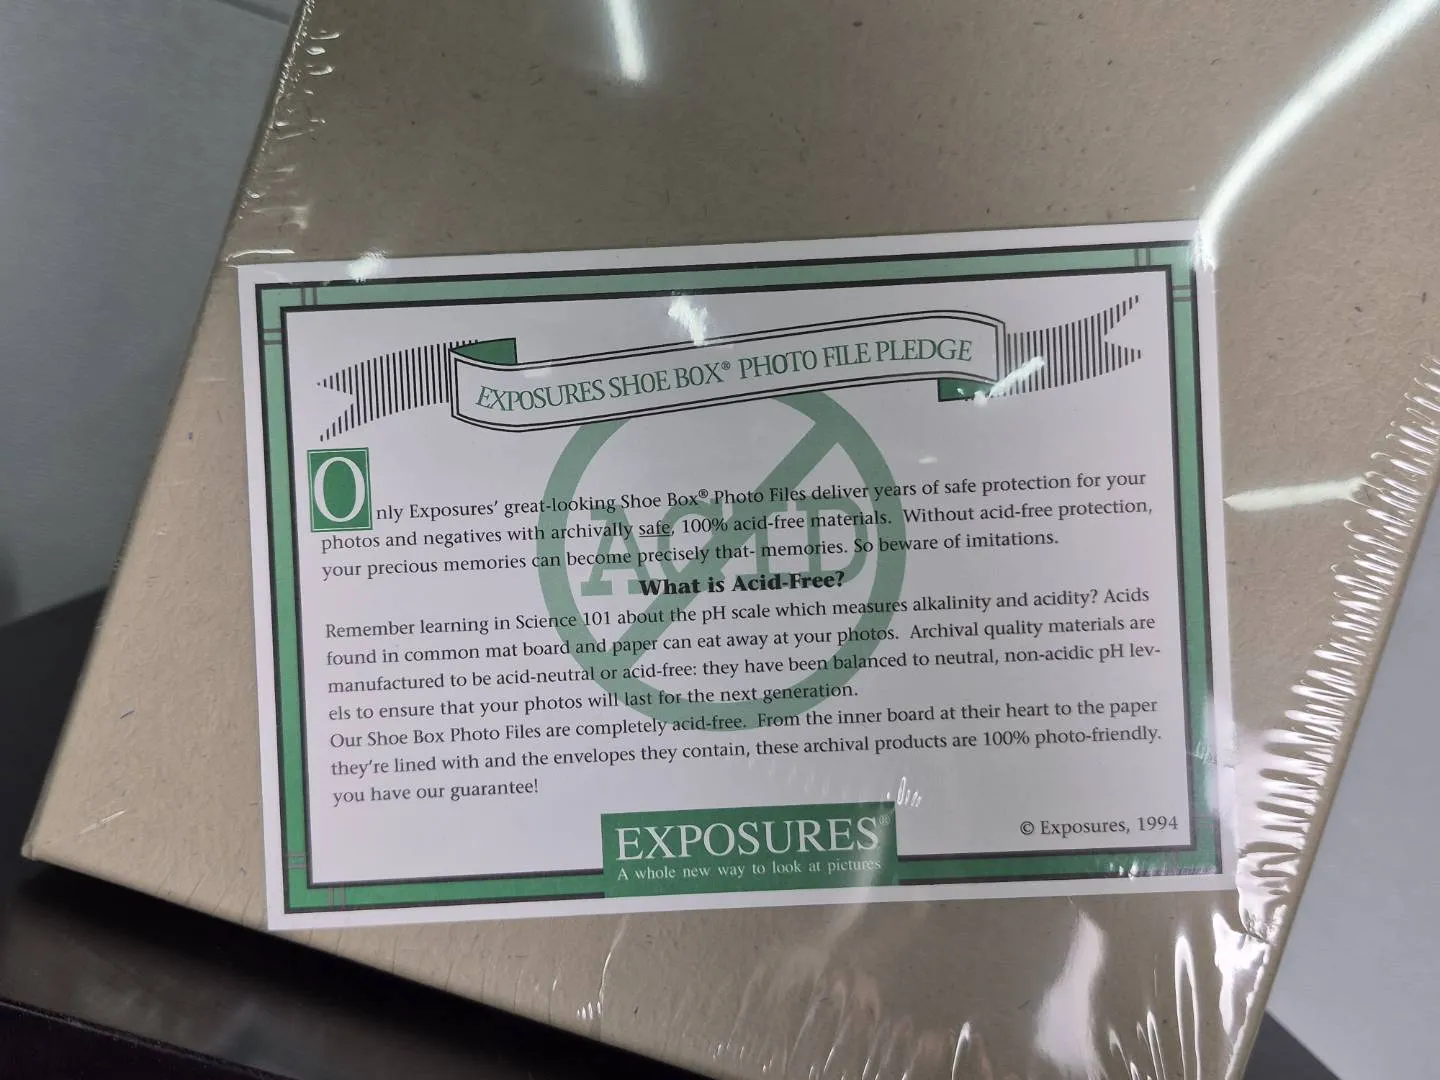 EXPOSURES SHOE BOX® PHOTO FILE PLEDGE
ACID
Only Exposures' great-looking Shoe Box® Photo Files deliver years of safe protection for your
photos and negatives with archivally safe, 100% acid-free materials. Without acid-free protection,
your precious memories can become precisely that- memories. So beware of imitations.
What is Acid-Free?
Remember learning in Science 101 about the pH scale which measures alkalinity and acidity? Acids
found in common mat board and paper can eat away at your photos. Archival quality materials are
manufactured to be acid-neutral or acid-free: they have been balanced to neutral, non-acidic pH lev-
els to ensure that your photos will last for the next generation.
Our Shoe Box Photo Files are completely acid-free. From the inner board at their heart to the paper
they're lined with and the envelopes they contain, these archival products are 100% photo-friendly.
you have our guarantee!
EXPOSURES®
A whole new way to look at pictures
© Exposures, 1994